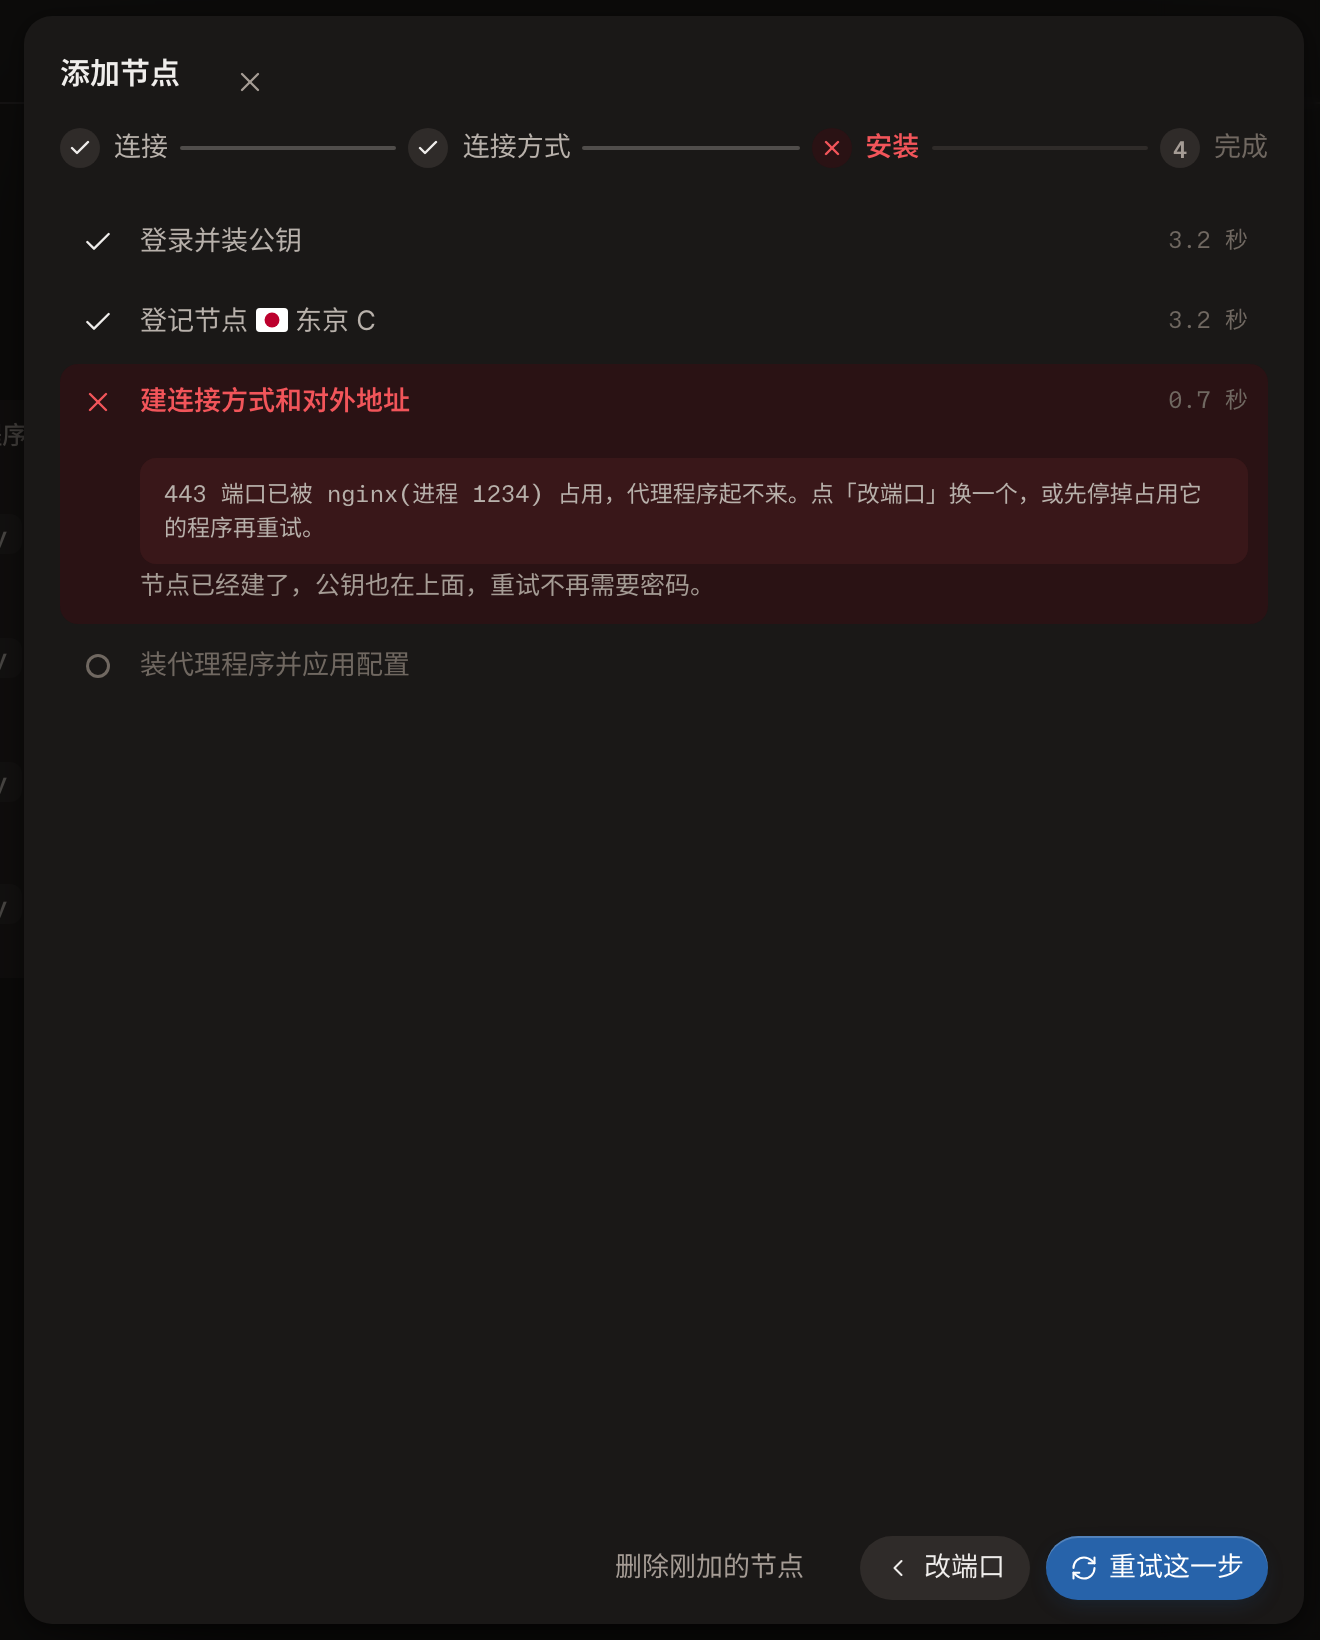 添加节点
连接
连接方式
安装
4 完成
登录并装公钥 3.2 秒
登记节点 东京 C 3.2 秒
建连接方式和对外地址 0.7 秒
443 端口已被 nginx(进程 1234) 占用，代理程序起不来。点「改端口」换一个，或先停掉占用它
的程序再重试。
节点已经建了，公钥也在上面，重试不再需要密码。
装代理程序并应用配置
删除刚加的节点
改端口
重试这一步